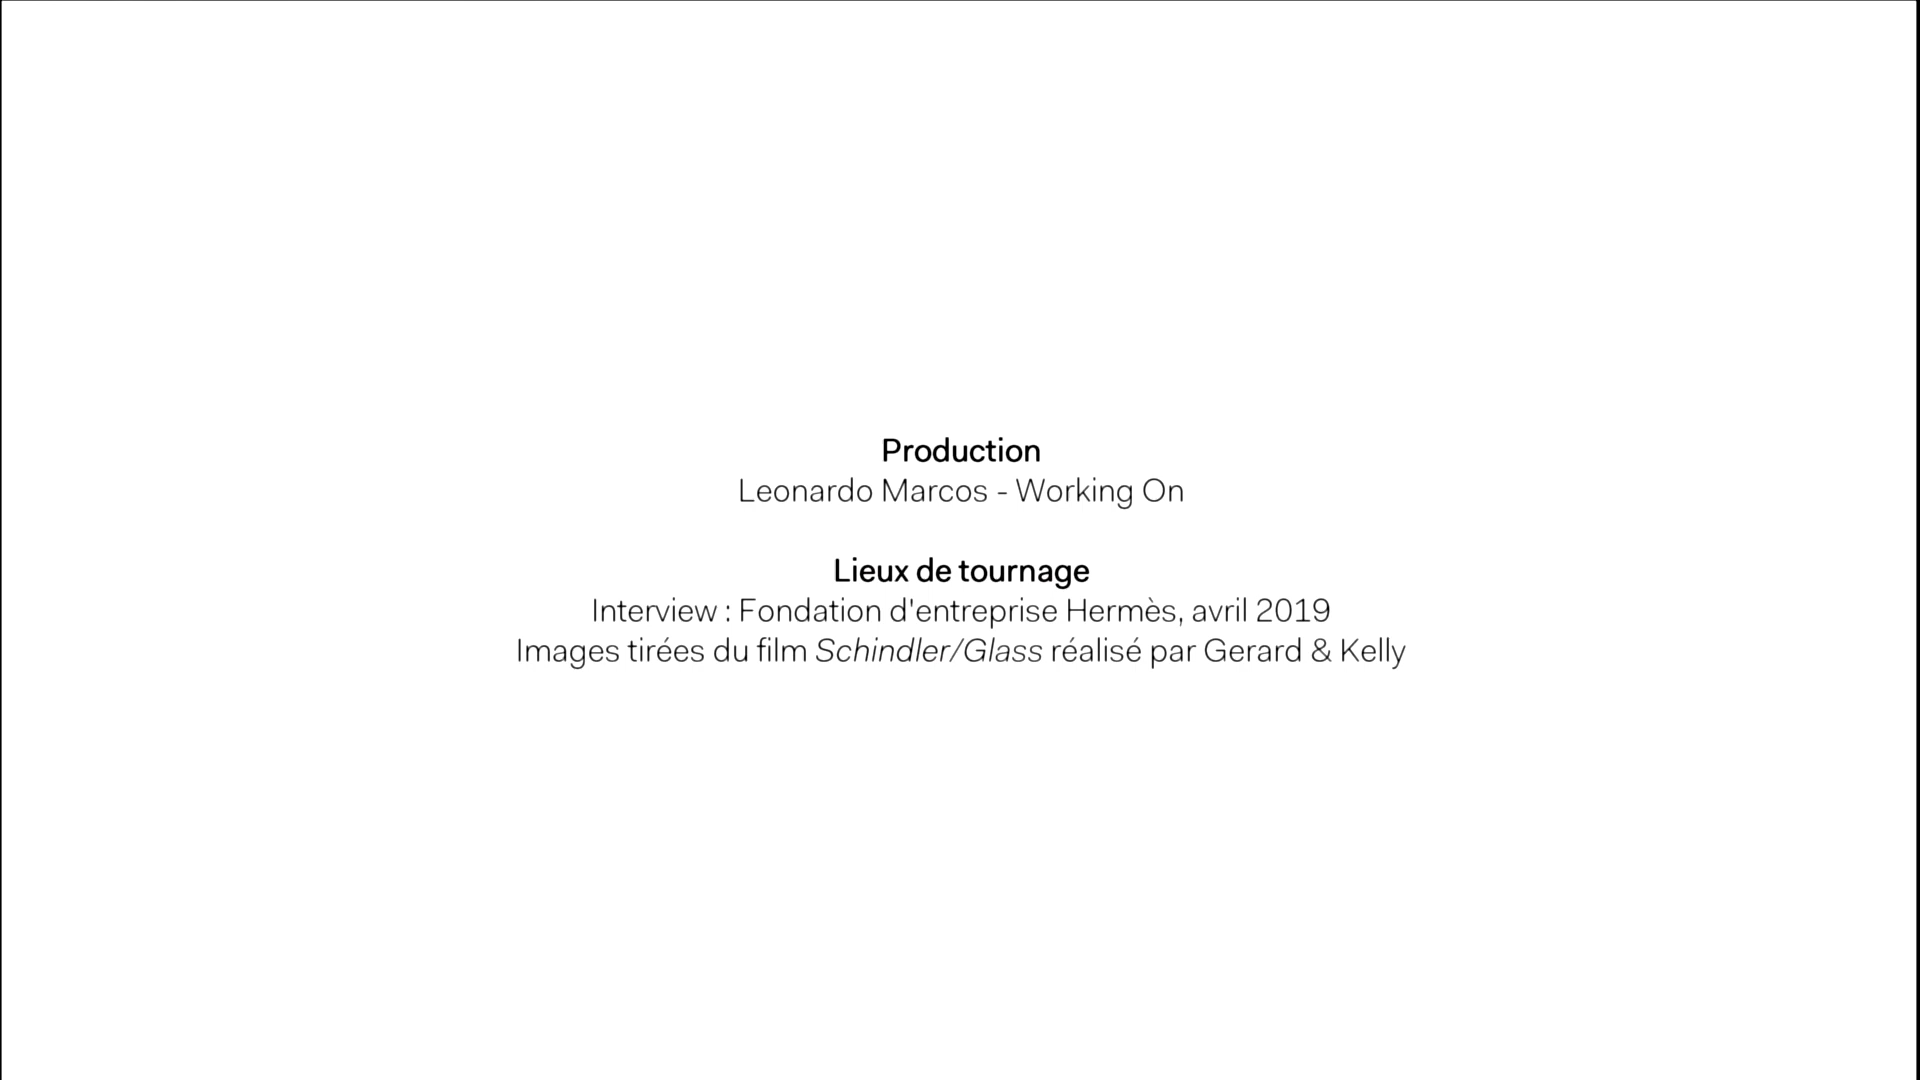 Production
Leonardo Marcos - Working On
Lieux de tournage
Interview : Fondation d'entreprise Hermès, avril 2019
Images tirées du film Schindler/Glass réalisé par Gerard & Kelly